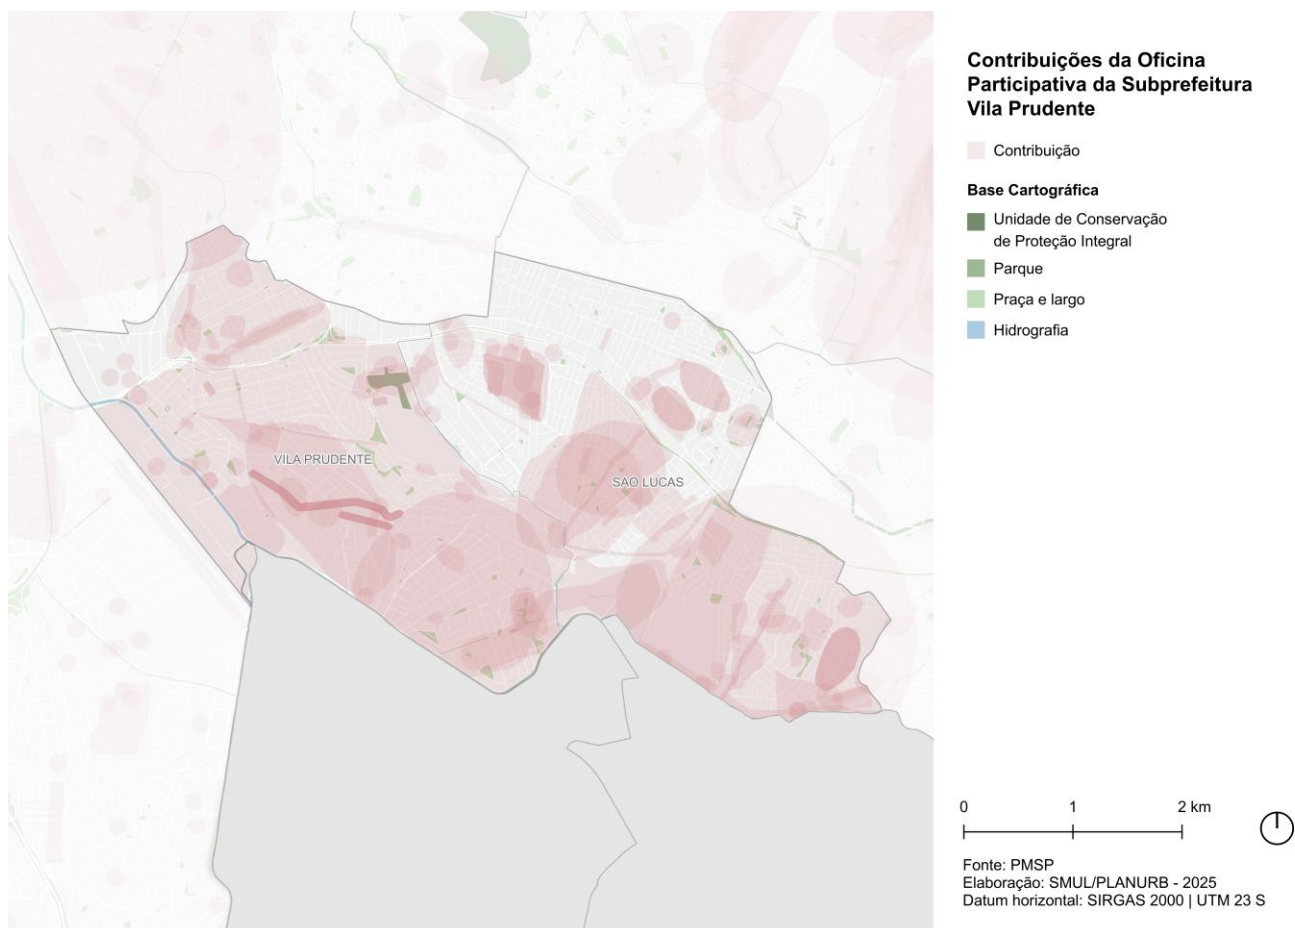 Contribuições da Oficina
Participativa da Subprefeitura
Vila Prudente
Contribuição
Base Cartográfica
Unidade de Conservação
de Proteção Integral
Parque
Praça e largo
Hidrografia
VILA PRUDENTE
SAO LUCAS
0 1 2 km
Fonte: PMSP
Elaboração: SMUL/PLANURB - 2025
Datum horizontal: SIRGAS 2000 | UTM 23 S